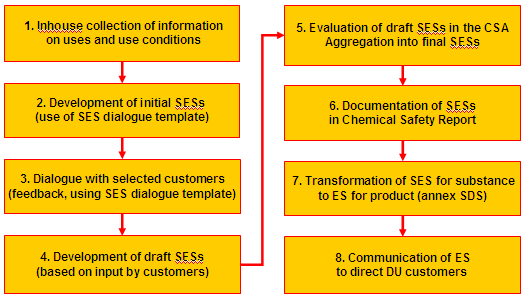 1. Inhouse collection of information
on uses and use conditions
2. Development of initial SESs
(use of SES dialogue template)
3. Dialogue with selected customers
(feedback, using SES dialogue template)
4. Development of draft SESs
(based on input by customers)
5. Evaluation of draft SESs in the CSA
Aggregation into final SESs
6. Documentation of SESs
in Chemical Safety Report
7. Transformation of SES for substance
to ES for product (annex SDS)
8. Communication of ES
to direct DU customers